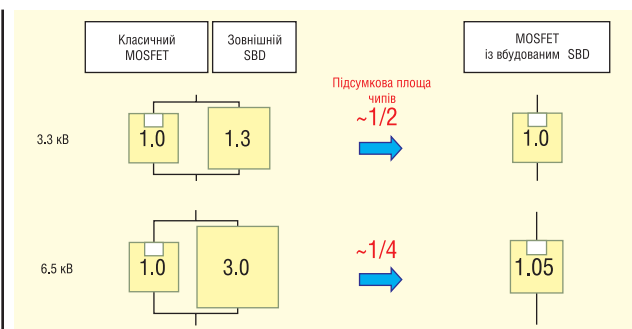 Класичний
MOSFET
Зовнішній
SBD
MOSFET
із вбудованим SBD
Підсумкова площа
чипів
~1/2
3.3 кВ
1.0
1.3
1.0
~1/4
6.5 кВ
1.0
3.0
1.05